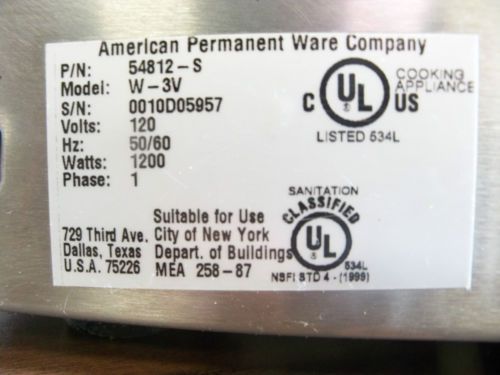 American Permanent Ware Company
P/N: 54812-S
Model: W-3V
S/N: 0010D05957
Volts: 120
Hz: 50/60
Watts: 1200
Phase: 1
C UL US
COOKING
APPLIANCE
LISTED 534L
729 Third Ave.
Dallas, Texas
U.S.A. 75226
Suitable for Use
City of New York
Depart. of Buildings
MEA 258-87
SANITATION
CLASSIFIED
UL
534L
NSFI STD 4 - (1999)